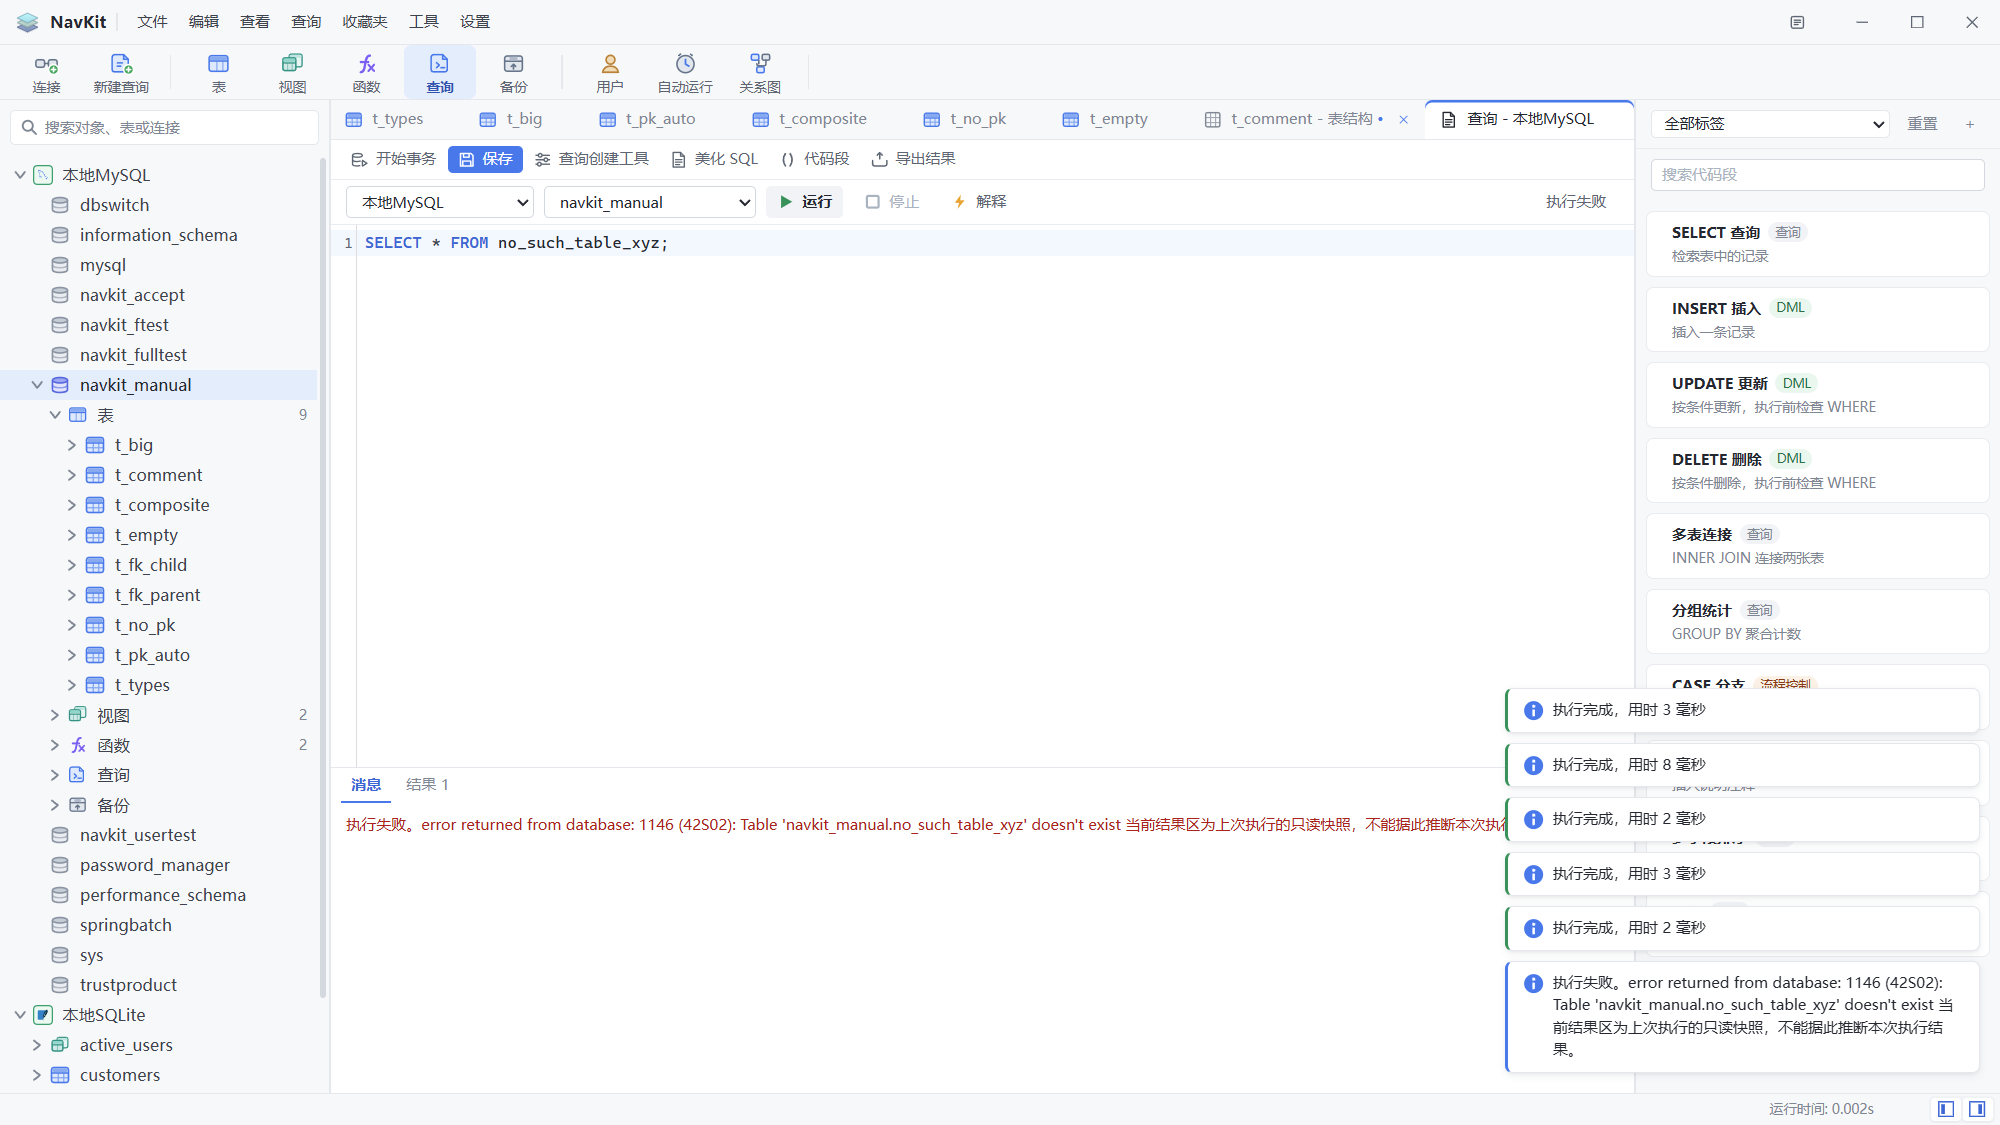 NavKit 文件 编辑 查看 查询 收藏夹 工具 设置
连接 新建查询 表 视图 函数 查询 备份 用户 自动运行 关系图
搜索对象、表或连接
本地MySQL
dbswitch
information_schema
mysql
navkit_accept
navkit_ftest
navkit_fulltest
navkit_manual
表 9
t_big
t_comment
t_composite
t_empty
t_fk_child
t_fk_parent
t_no_pk
t_pk_auto
t_types
视图 2
函数 2
查询
备份
navkit_usertest
password_manager
performance_schema
springbatch
sys
trustproduct
本地SQLite
active_users
customers
t_types t_big t_pk_auto t_composite t_no_pk t_empty t_comment - 表结构 • × 查询 - 本地MySQL
开始事务 保存 查询创建工具 美化 SQL () 代码段 导出结果
本地MySQL navkit_manual 运行 停止 解释 执行失败
1 SELECT * FROM no_such_table_xyz;
消息 结果 1
执行失败。error returned from database: 1146 (42S02): Table 'navkit_manual.no_such_table_xyz' doesn't exist 当前结果区为上次执行的只读快照，不能据此推断本次执行
全部标签 重置 +
搜索代码段
SELECT 查询 查询
检索表中的记录
INSERT 插入 DML
插入一条记录
UPDATE 更新 DML
按条件更新，执行前检查 WHERE
DELETE 删除 DML
按条件删除，执行前检查 WHERE
多表连接 查询
INNER JOIN 连接两张表
分组统计 查询
GROUP BY 聚合计数
CASE 分支 流程控制
执行完成，用时 3 毫秒
执行完成，用时 8 毫秒
执行完成，用时 2 毫秒
执行完成，用时 3 毫秒
执行完成，用时 2 毫秒
执行失败。error returned from database: 1146 (42S02):
Table 'navkit_manual.no_such_table_xyz' doesn't exist 当
前结果区为上次执行的只读快照，不能据此推断本次执行结
果。
运行时间: 0.002s